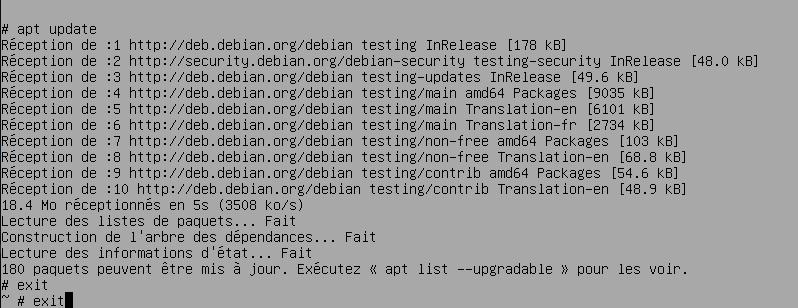 # apt update
Réception de :1 http://deb.debian.org/debian testing InRelease [178 kB]
Réception de :2 http://security.debian.org/debian-security testing-security InRelease [48.0 kB]
Réception de :3 http://deb.debian.org/debian testing-updates InRelease [49.6 kB]
Réception de :4 http://deb.debian.org/debian testing/main amd64 Packages [9035 kB]
Réception de :5 http://deb.debian.org/debian testing/main Translation-en [6101 kB]
Réception de :6 http://deb.debian.org/debian testing/main Translation-fr [2734 kB]
Réception de :7 http://deb.debian.org/debian testing/non-free amd64 Packages [103 kB]
Réception de :8 http://deb.debian.org/debian testing/non-free Translation-en [68.8 kB]
Réception de :9 http://deb.debian.org/debian testing/contrib amd64 Packages [54.6 kB]
Réception de :10 http://deb.debian.org/debian testing/contrib Translation-en [48.9 kB]
18.4 Mo réceptionnés en 5s (3508 ko/s)
Lecture des listes de paquets... Fait
Construction de l'arbre des dépendances... Fait
Lecture des informations d'état... Fait
180 paquets peuvent être mis à jour. Exécutez « apt list --upgradable » pour les voir.
# exit
~ # exit